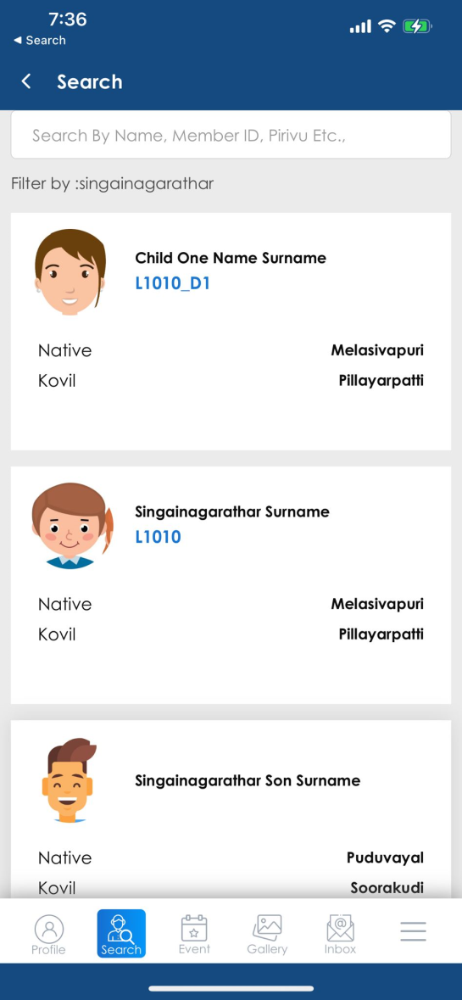 7:36
◀ Search
Search
Search By Name, Member ID, Pirivu Etc.,
Filter by :singainagarathar
Child One Name Surname
L1010_D1
Native Melasivapuri
Kovil Pillayarpatti
Singainagarathar Surname
L1010
Native Melasivapuri
Kovil Pillayarpatti
Singainagarathar Son Surname
Native Puduvayal
Kovil Soorakudi
Profile Search Event Gallery Inbox